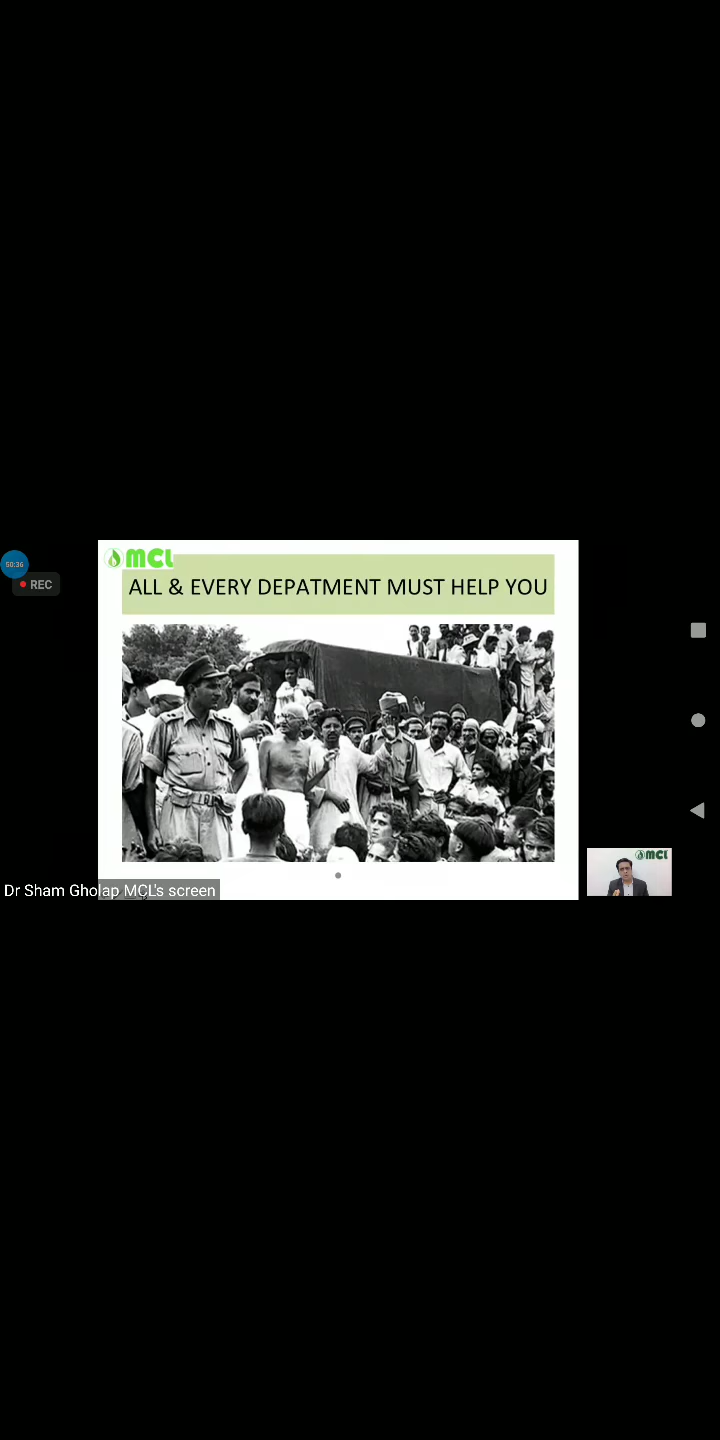 MCL
ALL & EVERY DEPATMENT MUST HELP YOU
50:36
REC
MCL
Dr Sham Gholap MCL's screen